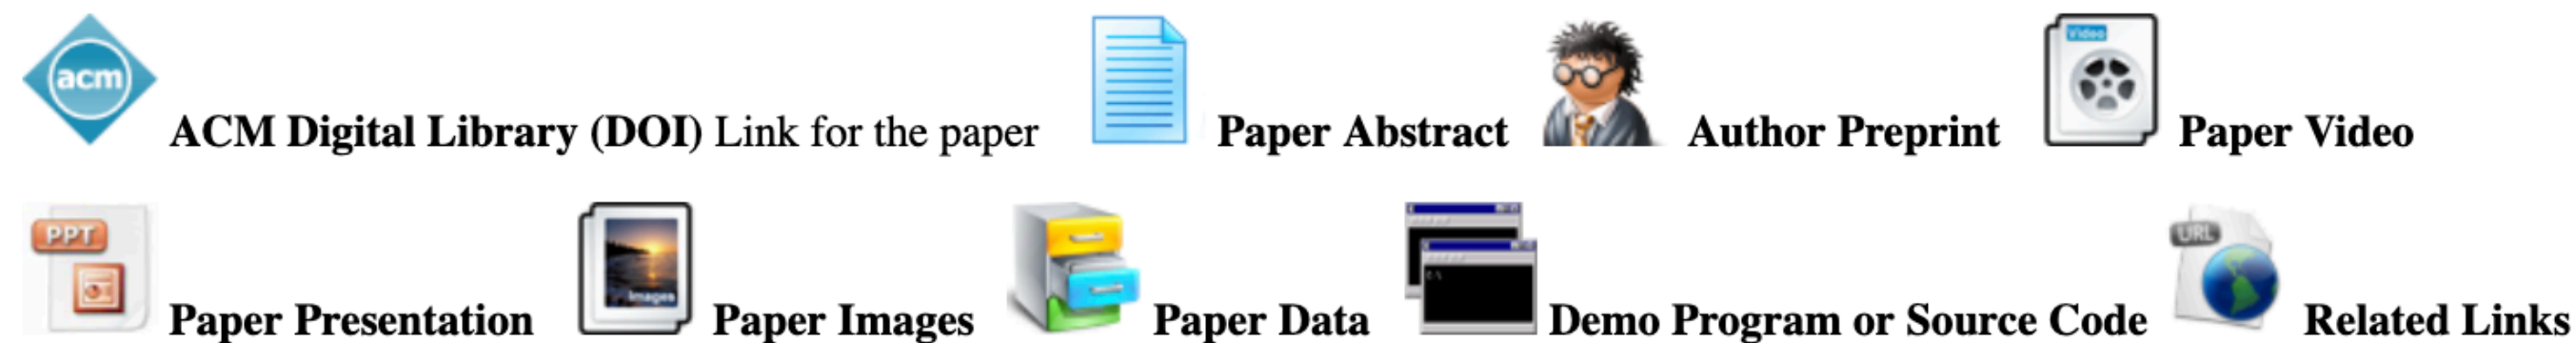 acm
ACM Digital Library (DOI) Link for the paper
Paper Abstract
Author Preprint
Video
Paper Video
PPT
Paper Presentation
Images
Paper Images
Paper Data
C:\
Demo Program or Source Code
URL
Related Links